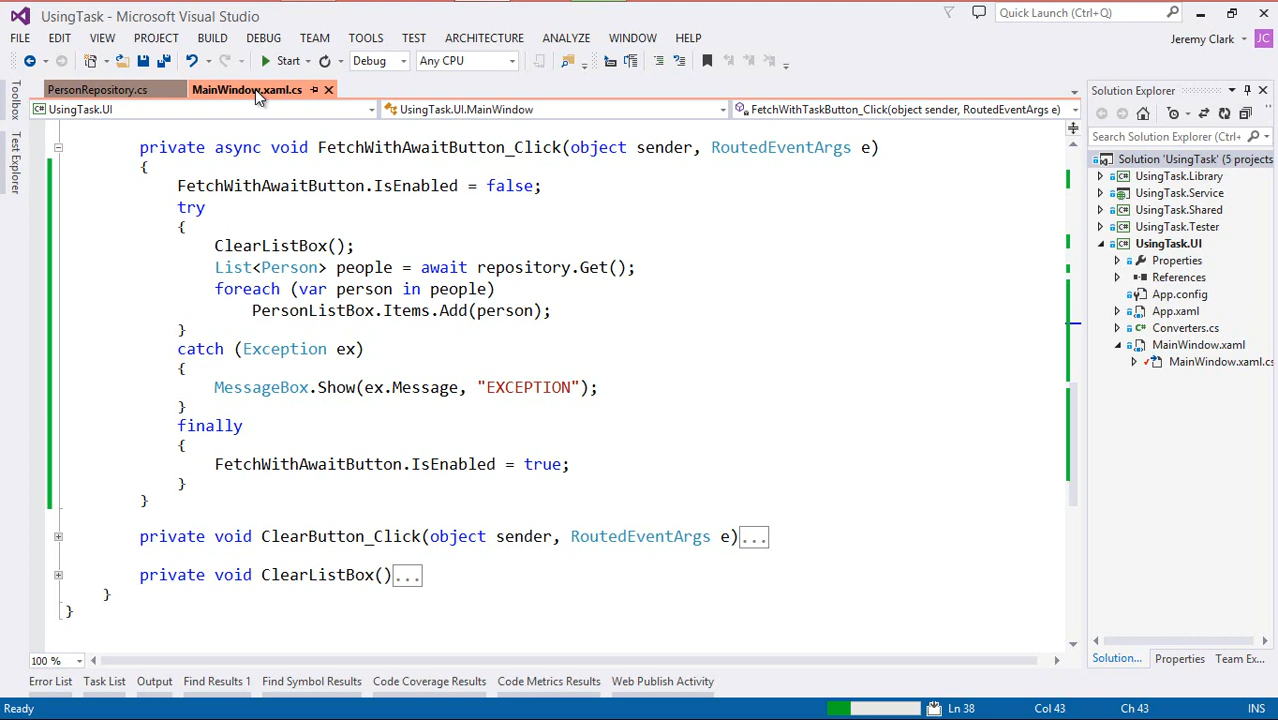 UsingTask - Microsoft Visual Studio
Quick Launch (Ctrl+Q)
FILE EDIT VIEW PROJECT BUILD DEBUG TEAM TOOLS TEST ARCHITECTURE ANALYZE WINDOW HELP
Jeremy Clark
JC
Start Debug Any CPU
PersonRepository.cs MainWindow.xaml.cs
UsingTask.UI UsingTask.UI.MainWindow FetchWithTaskButton_Click(object sender, RoutedEventArgs e)
Toolbox
Test Explorer
private async void FetchWithAwaitButton_Click(object sender, RoutedEventArgs e)
{
FetchWithAwaitButton.IsEnabled = false;
try
{
ClearListBox();
List<Person> people = await repository.Get();
foreach (var person in people)
PersonListBox.Items.Add(person);
}
catch (Exception ex)
{
MessageBox.Show(ex.Message, "EXCEPTION");
}
finally
{
FetchWithAwaitButton.IsEnabled = true;
}
}
private void ClearButton_Click(object sender, RoutedEventArgs e)...
private void ClearListBox()...
}
}
100 %
Solution Explorer
Search Solution Explorer (Ctrl+
Solution 'UsingTask' (5 projects
UsingTask.Library
UsingTask.Service
UsingTask.Shared
UsingTask.Tester
UsingTask.UI
Properties
References
App.config
App.xaml
Converters.cs
MainWindow.xaml
MainWindow.xaml.cs
Solution... Properties Team Ex...
Error List Task List Output Find Results 1 Find Symbol Results Code Coverage Results Code Metrics Results Web Publish Activity
Ready Ln 38 Col 43 Ch 43 INS